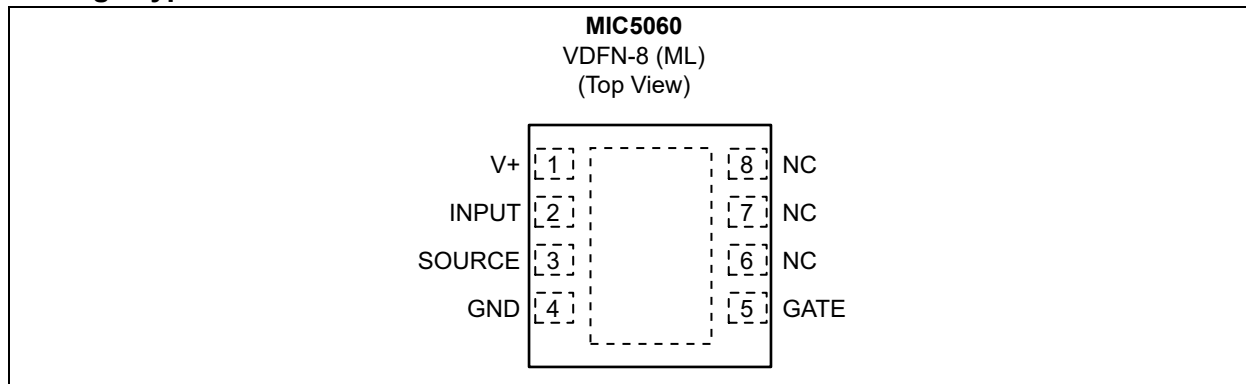 MIC5060
VDFN-8 (ML)
(Top View)
V+ 1 8 NC
INPUT 2 7 NC
SOURCE 3 6 NC
GND 4 5 GATE